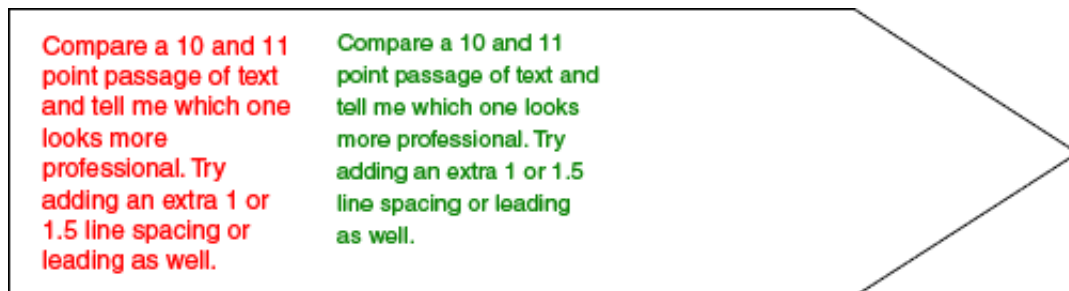 Compare a 10 and 11
point passage of text
and tell me which one
looks more
professional. Try
adding an extra 1 or
1.5 line spacing or
leading as well.
Compare a 10 and 11
point passage of text and
tell me which one looks
more professional. Try
adding an extra 1 or 1.5
line spacing or leading
as well.